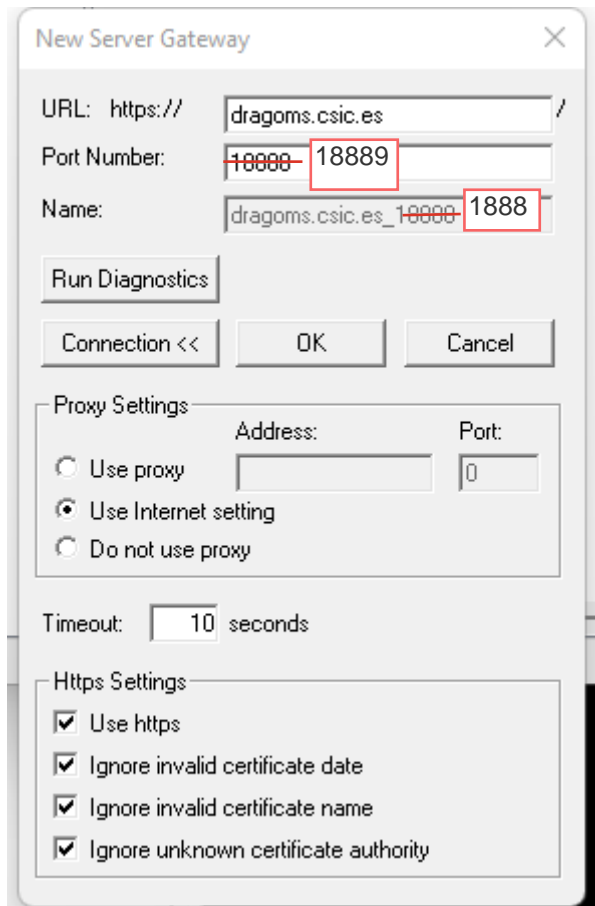 New Server Gateway
URL: https:// dragoms.csic.es /
Port Number: 18888 18889
Name: dragoms.csic.es_18888 1888
Run Diagnostics
Connection << OK Cancel
Proxy Settings
Address: Port:
Use proxy 0
Use Internet setting
Do not use proxy
Timeout: 10 seconds
Https Settings
Use https
Ignore invalid certificate date
Ignore invalid certificate name
Ignore unknown certificate authority